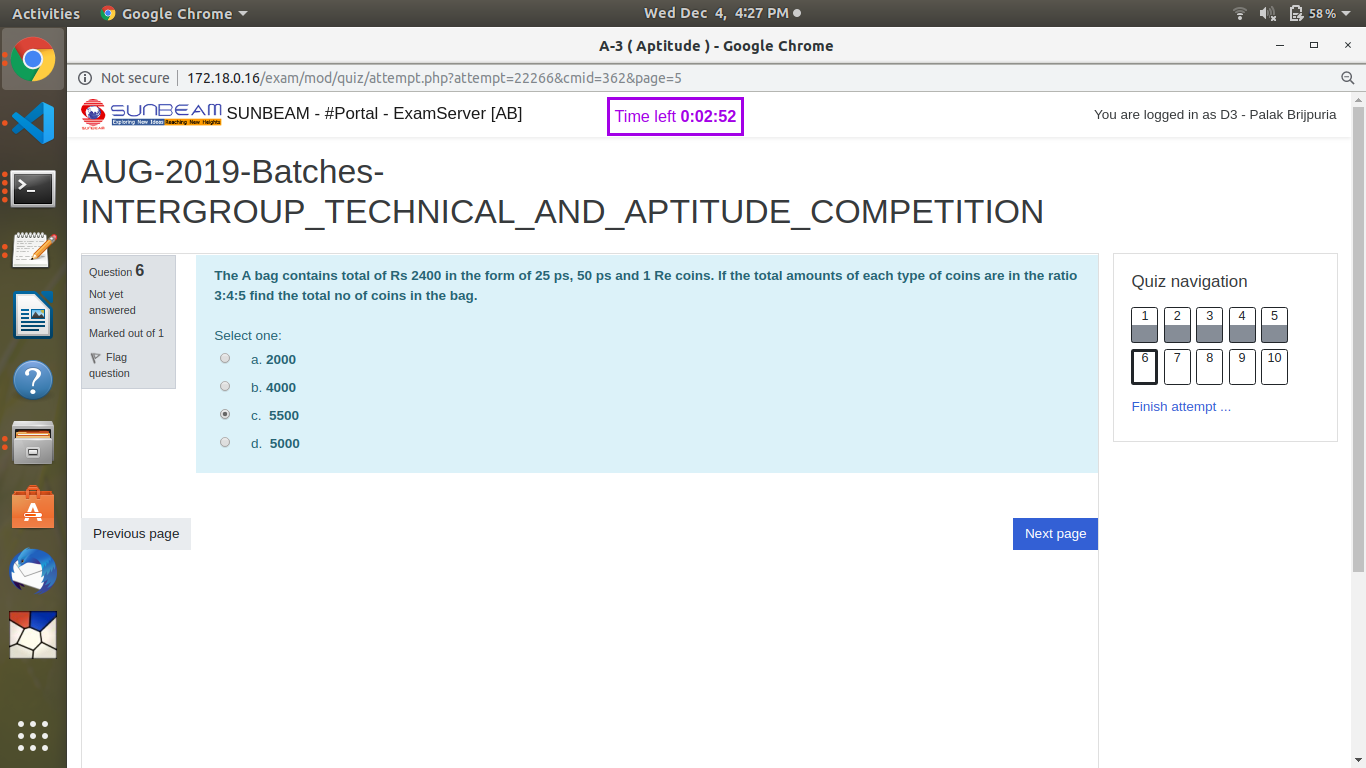 Activities
Google Chrome
Wed Dec 4, 4:27 PM
58 %
A-3 ( Aptitude ) - Google Chrome
Not secure
172.18.0.16/exam/mod/quiz/attempt.php?attempt=22266&cmid=362&page=5
SUNBEAM
Exploring New Ideas Reaching New Heights
SUNBEAM
SUNBEAM - #Portal - ExamServer [AB]
Time left 0:02:52
You are logged in as D3 - Palak Brijpuria
AUG-2019-Batches-
INTERGROUP_TECHNICAL_AND_APTITUDE_COMPETITION
Question 6
Not yet
answered
Marked out of 1
Flag
question
The A bag contains total of Rs 2400 in the form of 25 ps, 50 ps and 1 Re coins. If the total amounts of each type of coins are in the ratio
3:4:5 find the total no of coins in the bag.
Select one:
a. 2000
b. 4000
c. 5500
d. 5000
Previous page
Next page
Quiz navigation
1 2 3 4 5
6 7 8 9 10
Finish attempt ...